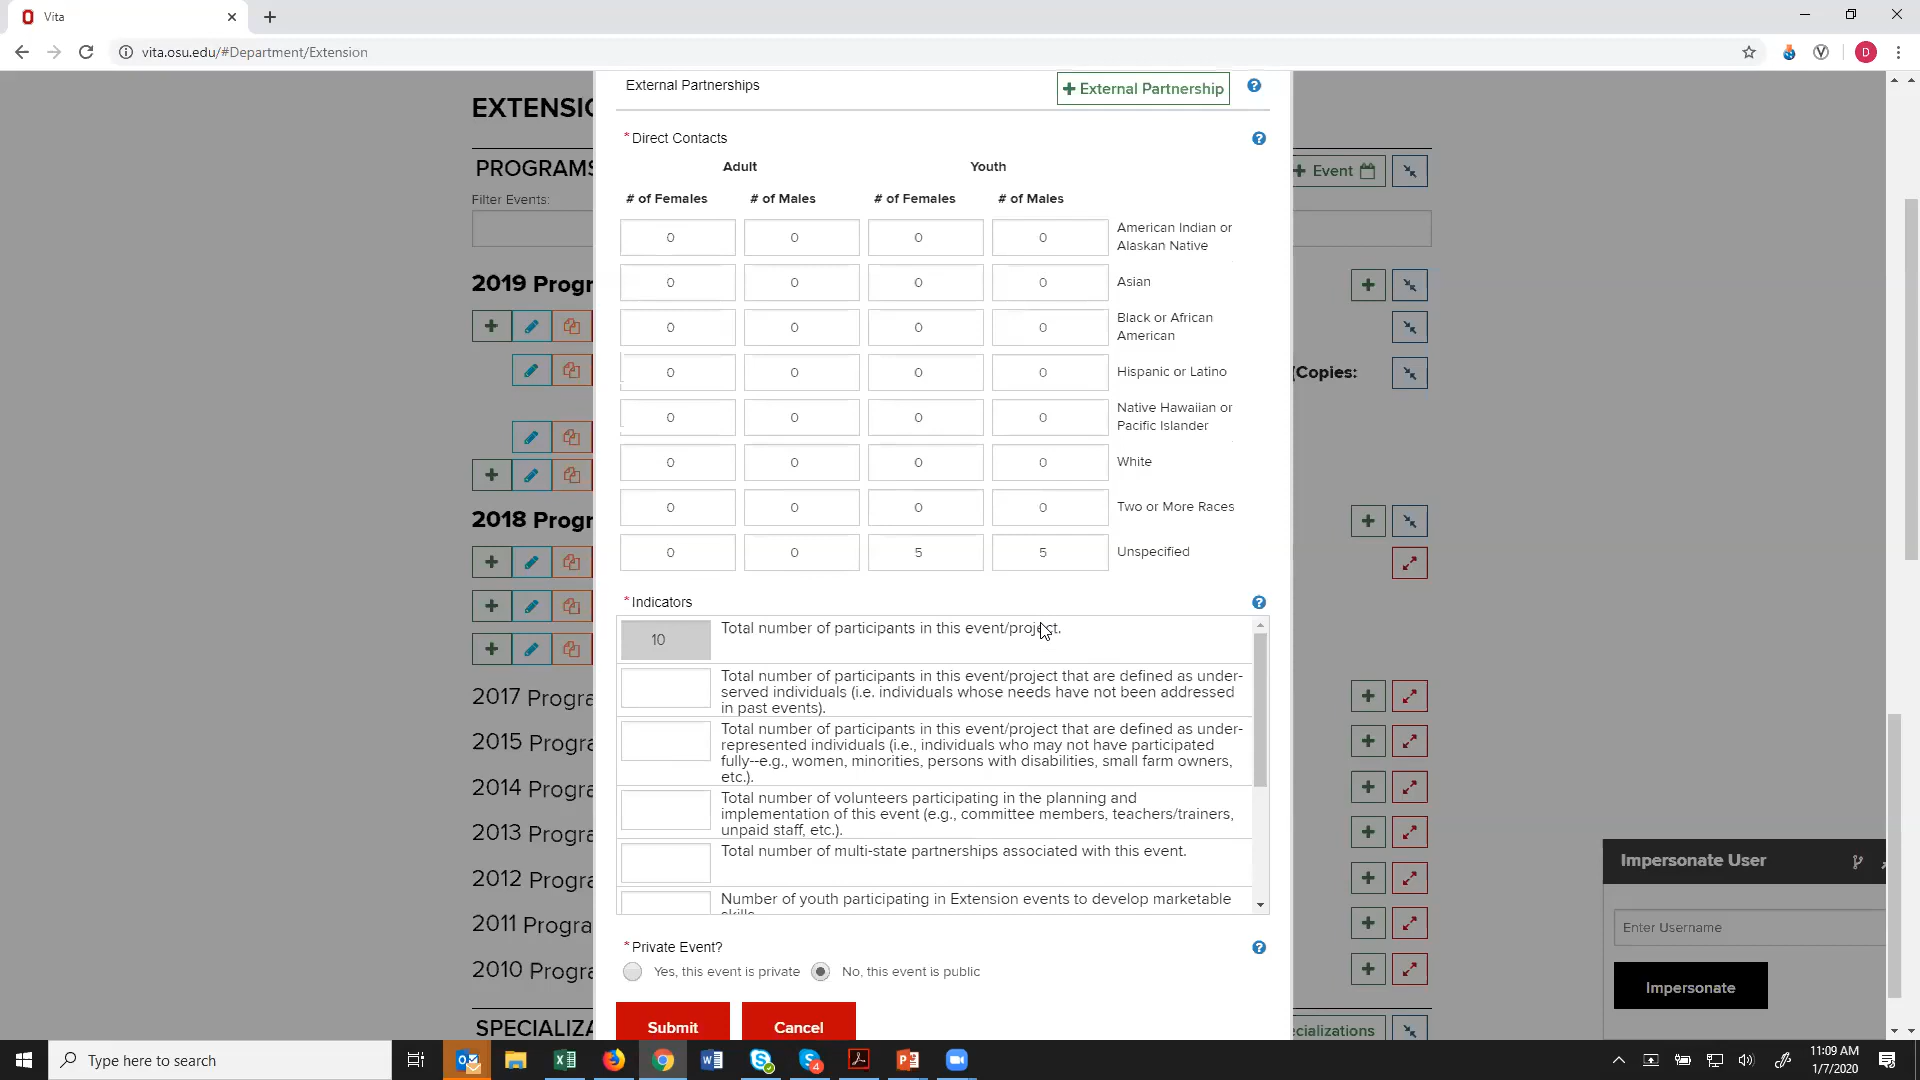 Vita
vita.osu.edu/#Department/Extension
D
EXTENSIO
PROGRAMS
Event
Filter Events:
2019 Progr
(Copies:
2018 Progr
2017 Progra
2015 Progra
2014 Progra
2013 Progra
2012 Progra
2011 Progra
2010 Progra
SPECIALIZA
ecializations
External Partnerships
External Partnership
*Direct Contacts
Adult Youth
# of Females # of Males # of Females # of Males
0 0 0 0 American Indian or
Alaskan Native
0 0 0 0 Asian
0 0 0 0 Black or African
American
0 0 0 0 Hispanic or Latino
0 0 0 0 Native Hawaiian or
Pacific Islander
0 0 0 0 White
0 0 0 0 Two or More Races
0 0 5 5 Unspecified
*Indicators
10 Total number of participants in this event/project.
Total number of participants in this event/project that are defined as under-
served individuals (i.e. individuals whose needs have not been addressed
in past events).
Total number of participants in this event/project that are defined as under-
represented individuals (i.e., individuals who may not have participated
fully--e.g., women, minorities, persons with disabilities, small farm owners,
etc.).
Total number of volunteers participating in the planning and
implementation of this event (e.g., committee members, teachers/trainers,
unpaid staff, etc.).
Total number of multi-state partnerships associated with this event.
Number of youth participating in Extension events to develop marketable
skills
*Private Event?
Yes, this event is private No, this event is public
Submit Cancel
Impersonate User
Enter Username
Impersonate
Type here to search
4
11:09 AM
1/7/2020